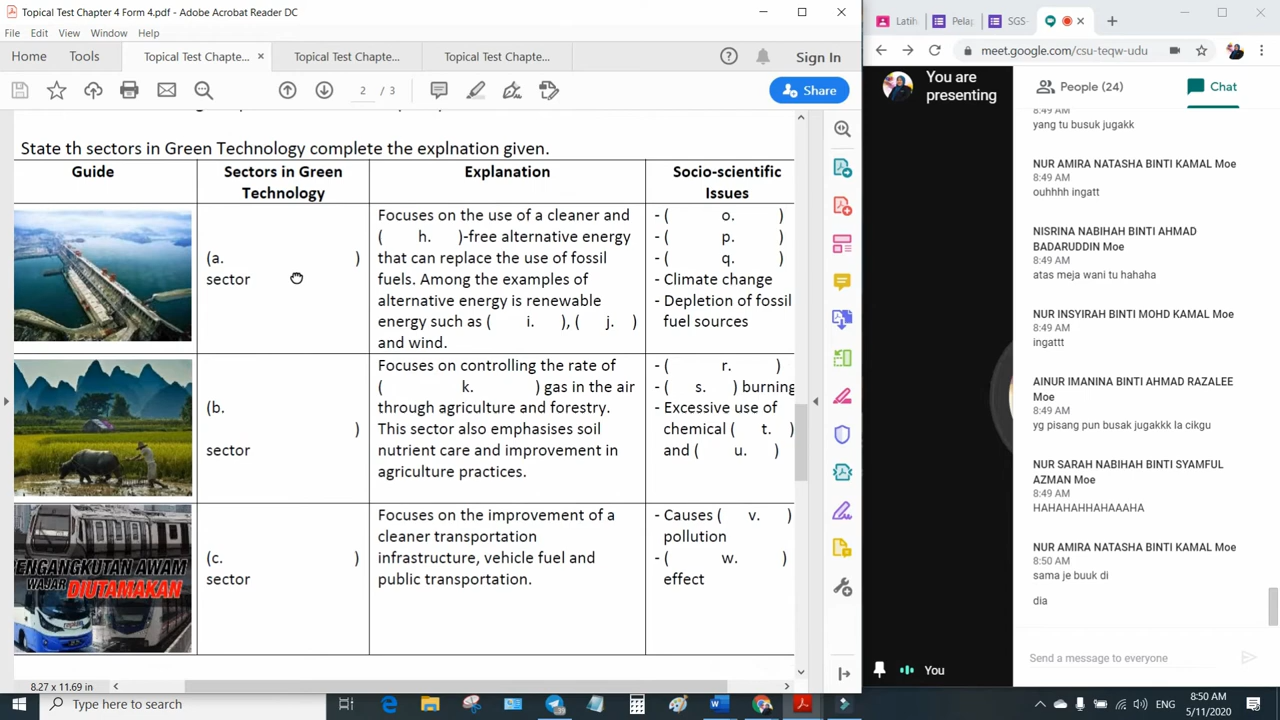 Topical Test Chapter 4 Form 4.pdf - Adobe Acrobat Reader DC
File Edit View Window Help
Home Tools Topical Test Chapte... × Topical Test Chapte... Topical Test Chapte... Sign In
2 / 3 Share
State th sectors in Green Technology complete the explnation given.
Guide
Sectors in Green
Technology
Explanation
Socio-scientific
Issues
(a. )
sector
Focuses on the use of a cleaner and
( h. )-free alternative energy
that can replace the use of fossil
fuels. Among the examples of
alternative energy is renewable
energy such as ( i. ), ( j. )
and wind.
- ( o. )
- ( p. )
- ( q. )
- Climate change
- Depletion of fossil
fuel sources
(b.
)
sector
Focuses on controlling the rate of
( k. ) gas in the air
through agriculture and forestry.
This sector also emphasises soil
nutrient care and improvement in
agriculture practices.
- ( r. )
- ( s. ) burning
- Excessive use of
chemical ( t. )
and ( u. )
ENGANGKUTAN AWAM
WAJAR DIUTAMAKAN
(c. )
sector
Focuses on the improvement of a
cleaner transportation
infrastructure, vehicle fuel and
public transportation.
- Causes ( v. )
pollution
- ( w. )
effect
8.27 x 11.69 in
Latih Pelaj SGS-
meet.google.com/csu-teqw-udu
You are
presenting
People (24) Chat
8:49 AM
yang tu busuk jugakk
NUR AMIRA NATASHA BINTI KAMAL Moe
8:49 AM
ouhhhh ingatt
NISRINA NABIHAH BINTI AHMAD
BADARUDDIN Moe
8:49 AM
atas meja wani tu hahaha
NUR INSYIRAH BINTI MOHD KAMAL Moe
8:49 AM
ingattt
AINUR IMANINA BINTI AHMAD RAZALEE
Moe
8:49 AM
yg pisang pun busak jugakkk la cikgu
NUR SARAH NABIHAH BINTI SYAMFUL
AZMAN Moe
8:49 AM
HAHAHAHHAHAAAHA
NUR AMIRA NATASHA BINTI KAMAL Moe
8:50 AM
sama je buuk di
dia
Send a message to everyone
You
Type here to search
ENG
8:50 AM
5/11/2020